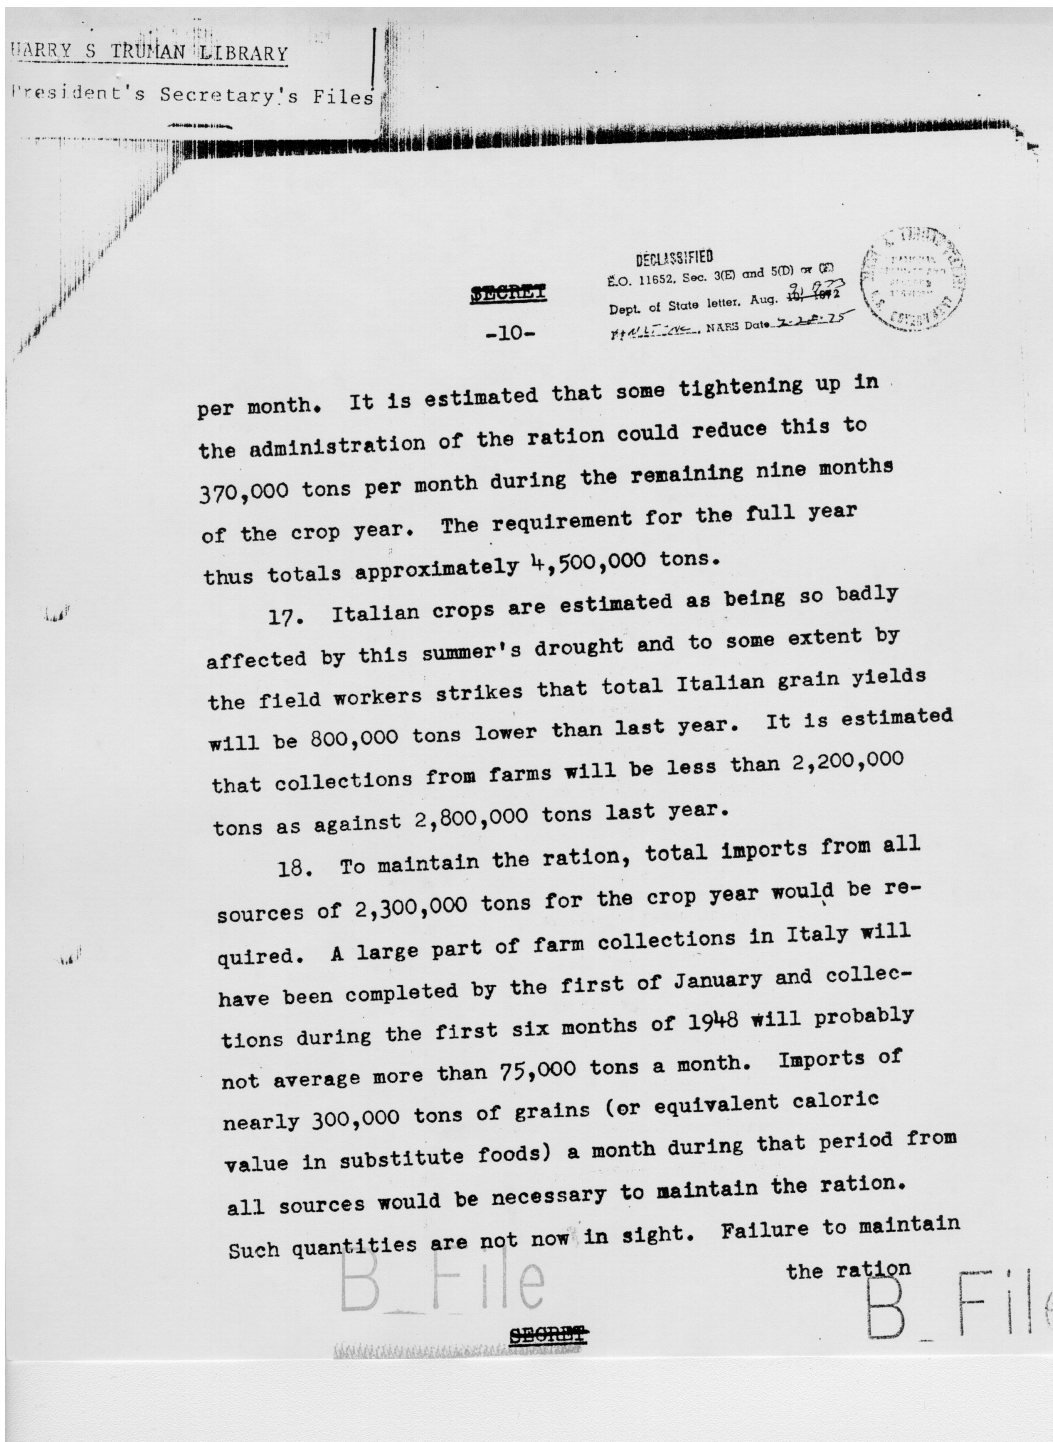 HARRY S TRUMAN LIBRARY
President's Secretary's Files
DECLASSIFIED
E.O. 11652, Sec. 3(E) and 5(D) or (E)
SECRET
Dept. of State letter, Aug. 10, 1972
-10-
NARS Date 2-28-75
per month. It is estimated that some tightening up in
the administration of the ration could reduce this to
370,000 tons per month during the remaining nine months
of the crop year. The requirement for the full year
thus totals approximately 4,500,000 tons.
17. Italian crops are estimated as being so badly
affected by this summer's drought and to some extent by
the field workers strikes that total Italian grain yields
will be 800,000 tons lower than last year. It is estimated
that collections from farms will be less than 2,200,000
tons as against 2,800,000 tons last year.
18. To maintain the ration, total imports from all
sources of 2,300,000 tons for the crop year would be re-
quired. A large part of farm collections in Italy will
have been completed by the first of January and collec-
tions during the first six months of 1948 will probably
not average more than 75,000 tons a month. Imports of
nearly 300,000 tons of grains (or equivalent caloric
value in substitute foods) a month during that period from
all sources would be necessary to maintain the ration.
Such quantities are not now in sight. Failure to maintain
the ration
B_File
B_File
SECRET